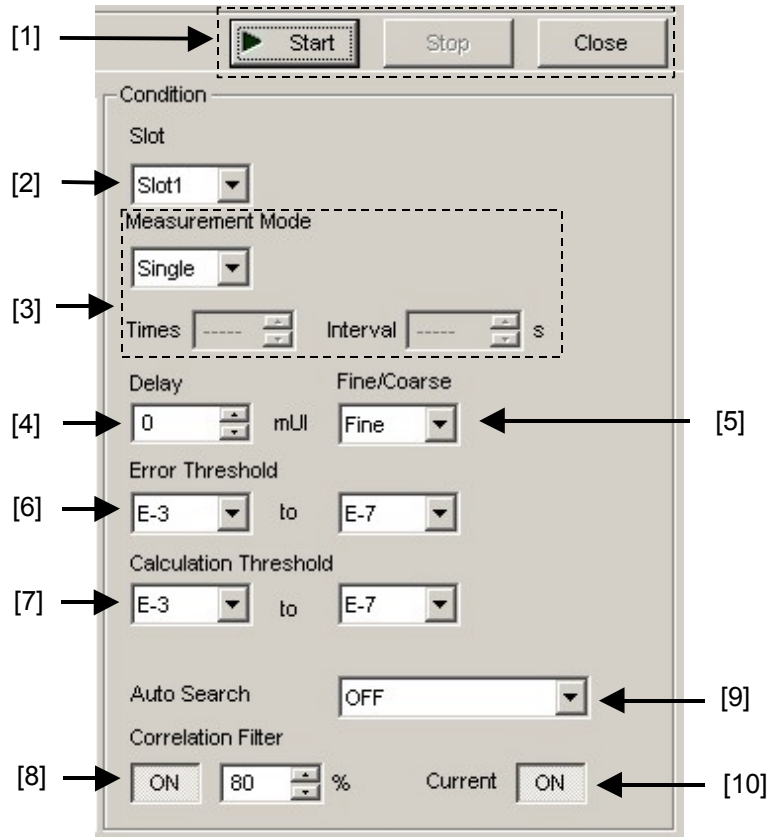 [1] Start Stop Close
Condition
Slot
[2] Slot1
Measurement Mode
Single
[3]
Times ----- Interval ----- s
Delay Fine/Coarse
[4] 0 mUI Fine [5]
Error Threshold
[6] E-3 to E-7
Calculation Threshold
[7] E-3 to E-7
Auto Search OFF [9]
Correlation Filter
[8] ON 80 % Current ON [10]